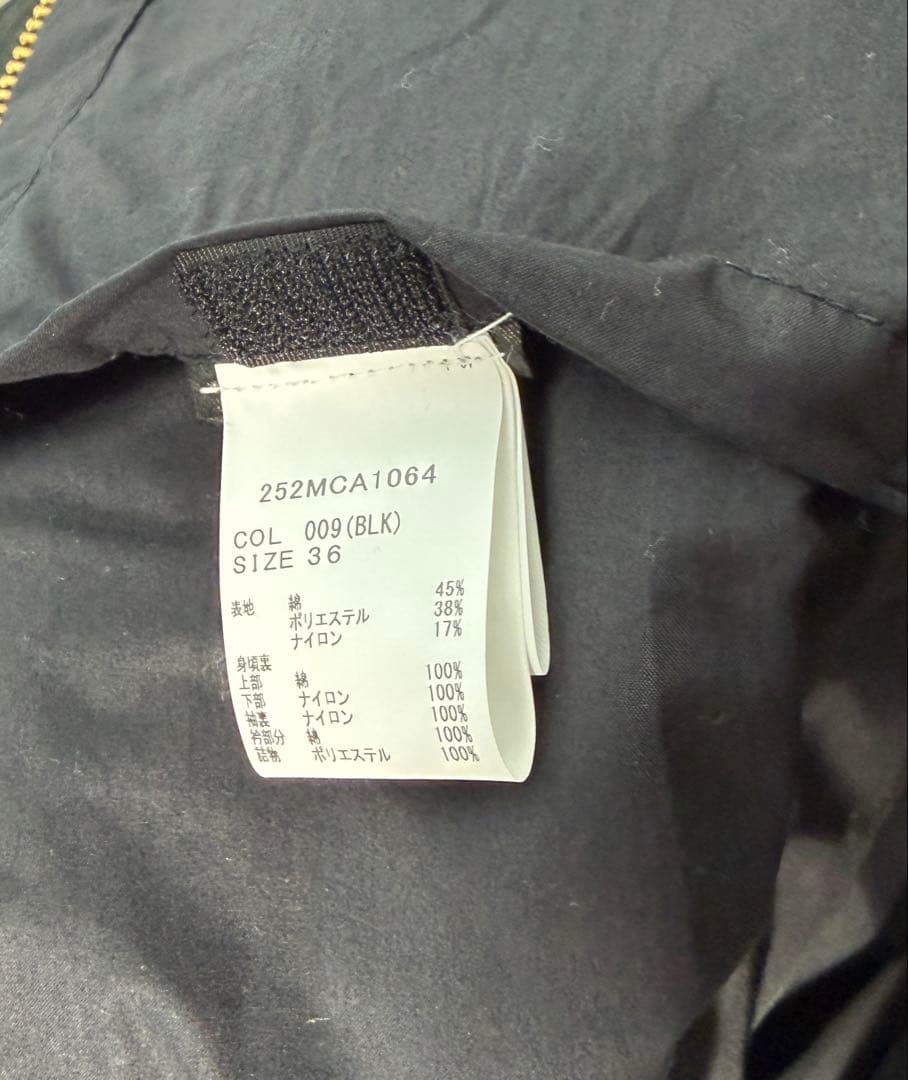 252MCA1064
COL 009(BLK)
SIZE 36
表地 綿 45%
ポリエステル 38%
ナイロン 17%
身頃裏
上部 綿 100%
下部 ナイロン 100%
袖裏 ナイロン 100%
衿部分 綿 100%
詰物 ポリエステル 100%